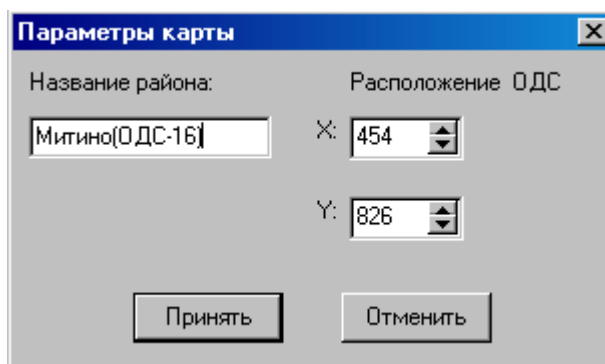 Параметры карты
Название района:
Расположение ОДС
Митино(ОДС-16)
X: 454
Y: 826
Принять
Отменить